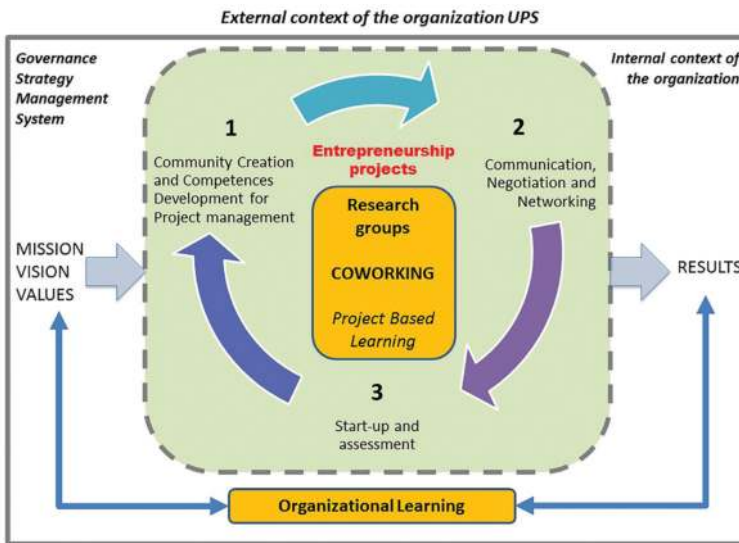 External context of the organization UPS
Governance
Strategy
Management
System
Internal context of
the organization
1
Community Creation
and Competences
Development for
Project management
2
Communication,
Negotiation and
Networking
Entrepreneurship
projects
Research
groups
COWORKING
Project Based
Learning
MISSION
VISION
VALUES
RESULTS
3
Start-up and
assessment
Organizational Learning